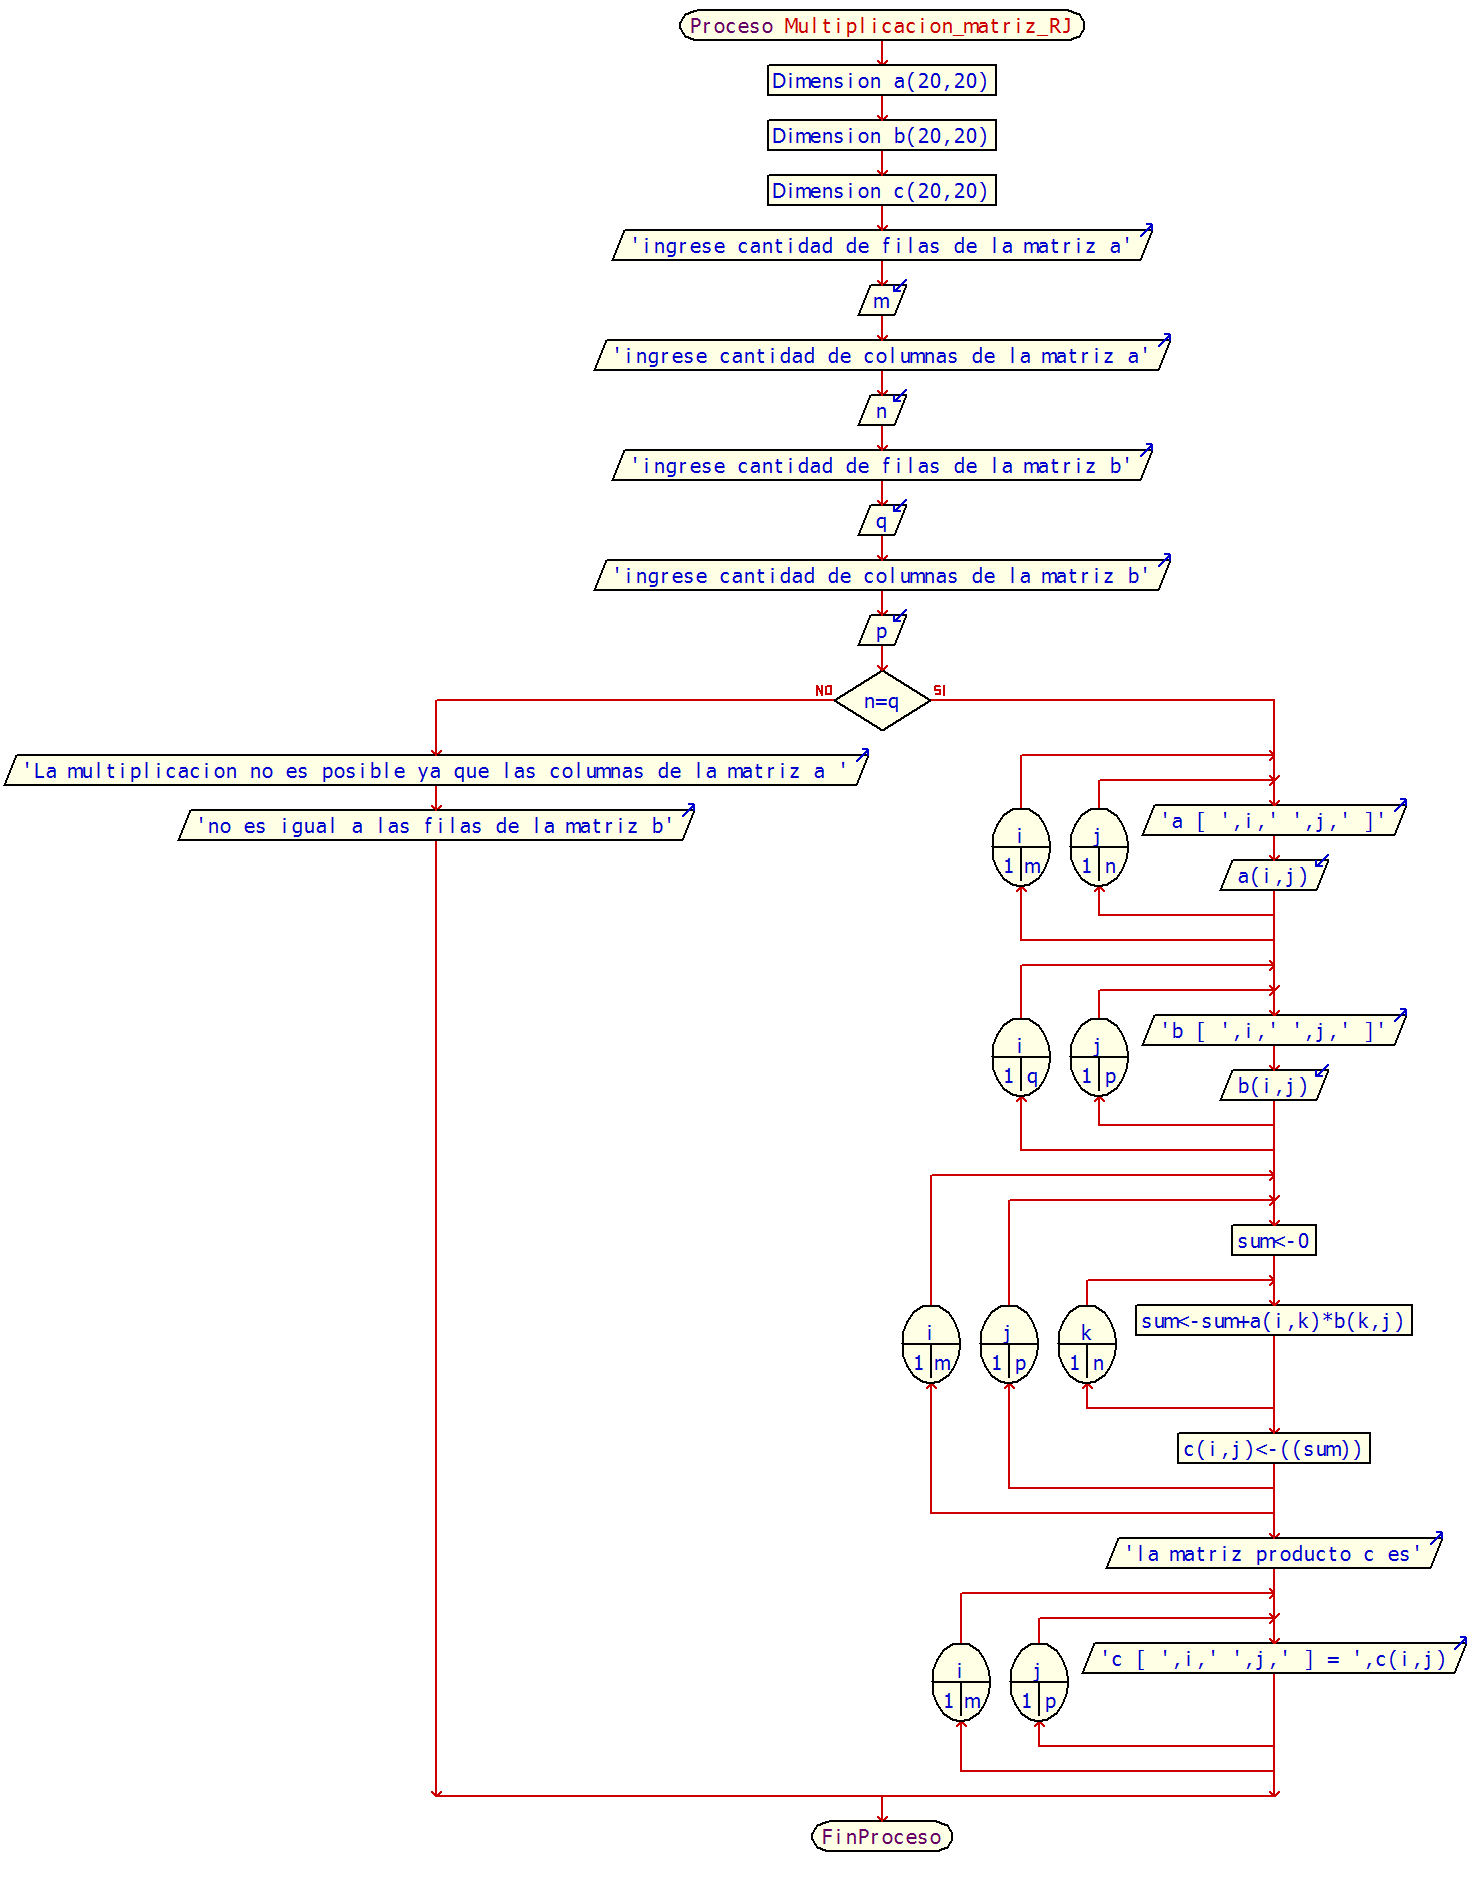 Proceso Multiplicacion_matriz_RJ
Dimension a(20,20)
Dimension b(20,20)
Dimension c(20,20)
'ingrese cantidad de filas de la matriz a'
m
'ingrese cantidad de columnas de la matriz a'
n
'ingrese cantidad de filas de la matriz b'
q
'ingrese cantidad de columnas de la matriz b'
p
NO
n=q
SI
'La multiplicacion no es posible ya que las columnas de la matriz a '
'no es igual a las filas de la matriz b'
i
1 m
j
1 n
'a [ ',i,' ',j,' ]'
a(i,j)
i
1 q
j
1 p
'b [ ',i,' ',j,' ]'
b(i,j)
sum<-0
i
1 m
j
1 p
k
1 n
sum<-sum+a(i,k)*b(k,j)
c(i,j)<-((sum))
'la matriz producto c es'
i
1 m
j
1 p
'c [ ',i,' ',j,' ] = ',c(i,j)
FinProceso